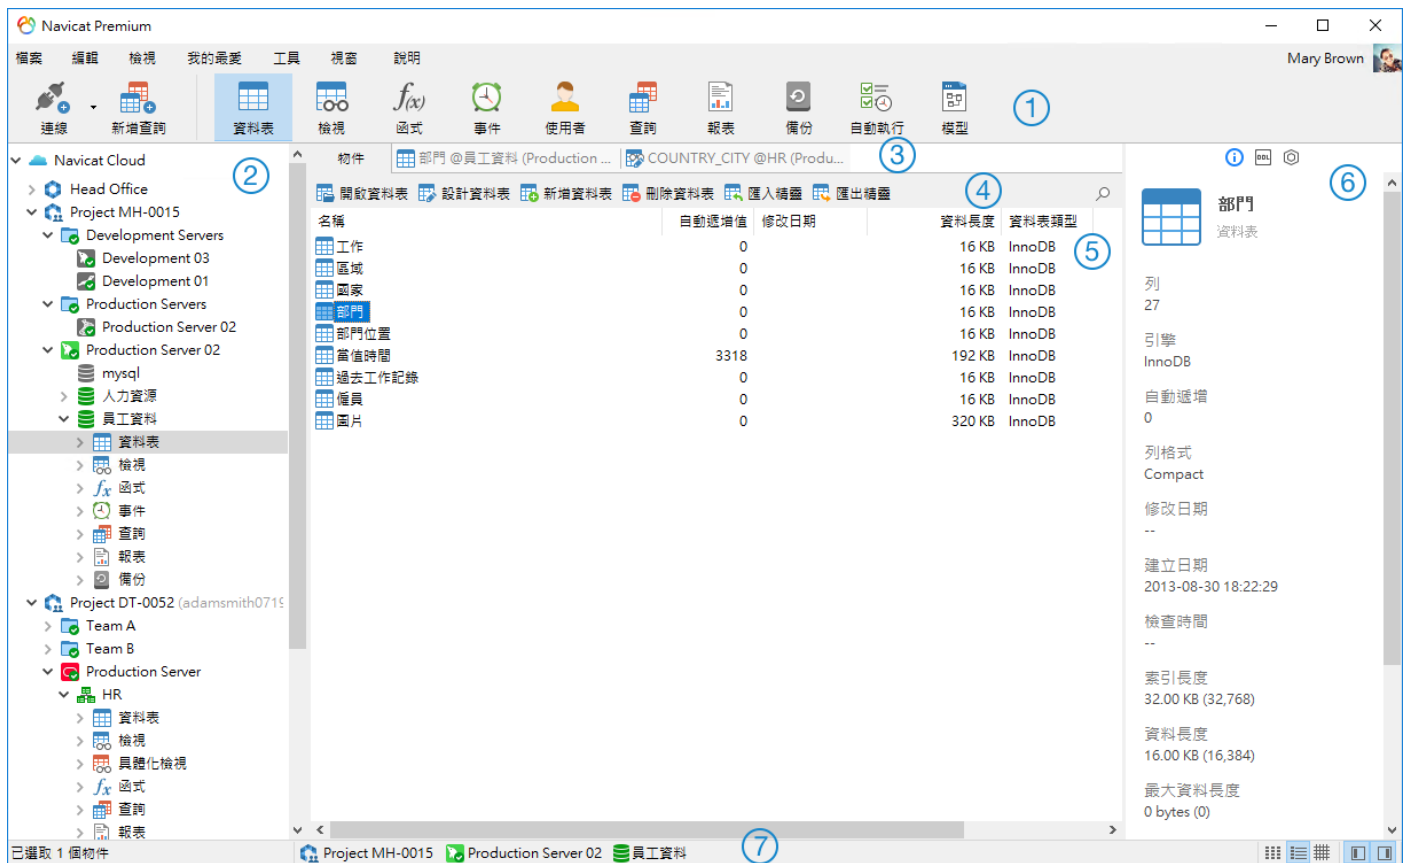 Navicat Premium
檔案 編輯 檢視 我的最愛 工具 視窗 說明
Mary Brown
連線 新增查詢 資料表 檢視 函式 事件 使用者 查詢 報表 備份 自動執行 模型
f(x)
1
Navicat Cloud
2
Head Office
Project MH-0015
Development Servers
Development 03
Development 01
Production Servers
Production Server 02
Production Server 02
mysql
人力資源
員工資料
資料表
檢視
fx 函式
事件
查詢
報表
備份
Project DT-0052 (adamsmith0719
Team A
Team B
Production Server
HR
資料表
檢視
具體化檢視
fx 函式
查詢
報表
物件 部門 @員工資料 (Production ... COUNTRY_CITY @HR (Produ...
3
開啟資料表 設計資料表 新增資料表 刪除資料表 匯入精靈 匯出精靈
4
名稱 自動遞增值 修改日期 資料長度 資料表類型
工作 0 16 KB InnoDB
5
區域 0 16 KB InnoDB
國家 0 16 KB InnoDB
部門 0 16 KB InnoDB
部門位置 0 16 KB InnoDB
當值時間 3318 192 KB InnoDB
過去工作記錄 0 16 KB InnoDB
僱員 0 16 KB InnoDB
圖片 0 320 KB InnoDB
DDL
6
部門
資料表
列
27
引擎
InnoDB
自動遞增
0
列格式
Compact
修改日期
--
建立日期
2013-08-30 18:22:29
檢查時間
--
索引長度
32.00 KB (32,768)
資料長度
16.00 KB (16,384)
最大資料長度
0 bytes (0)
已選取 1 個物件
Project MH-0015 Production Server 02 員工資料
7